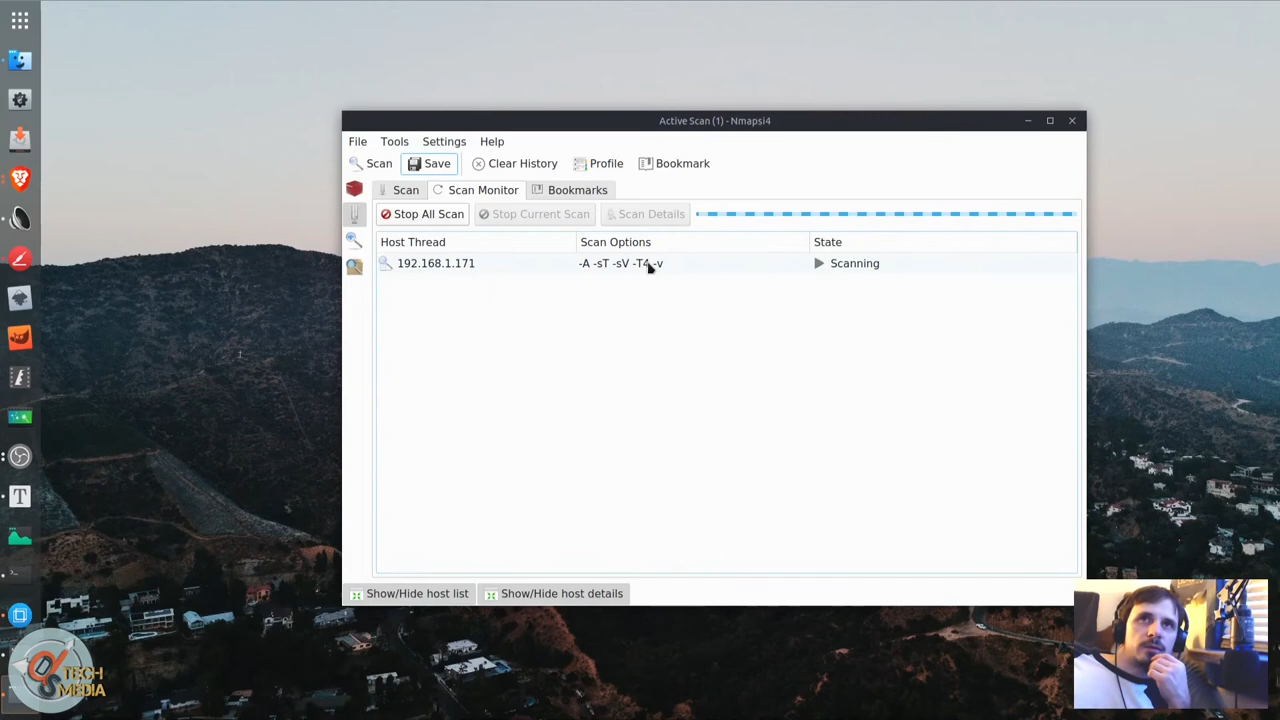 Active Scan (1) - Nmapsi4
File Tools Settings Help
Scan Save Clear History Profile Bookmark
Scan Scan Monitor Bookmarks
Stop All Scan Stop Current Scan Scan Details
Host Thread Scan Options State
192.168.1.171 -A -sT -sV -T4 -v Scanning
Show/Hide host list Show/Hide host details
T
TECH
MEDIA